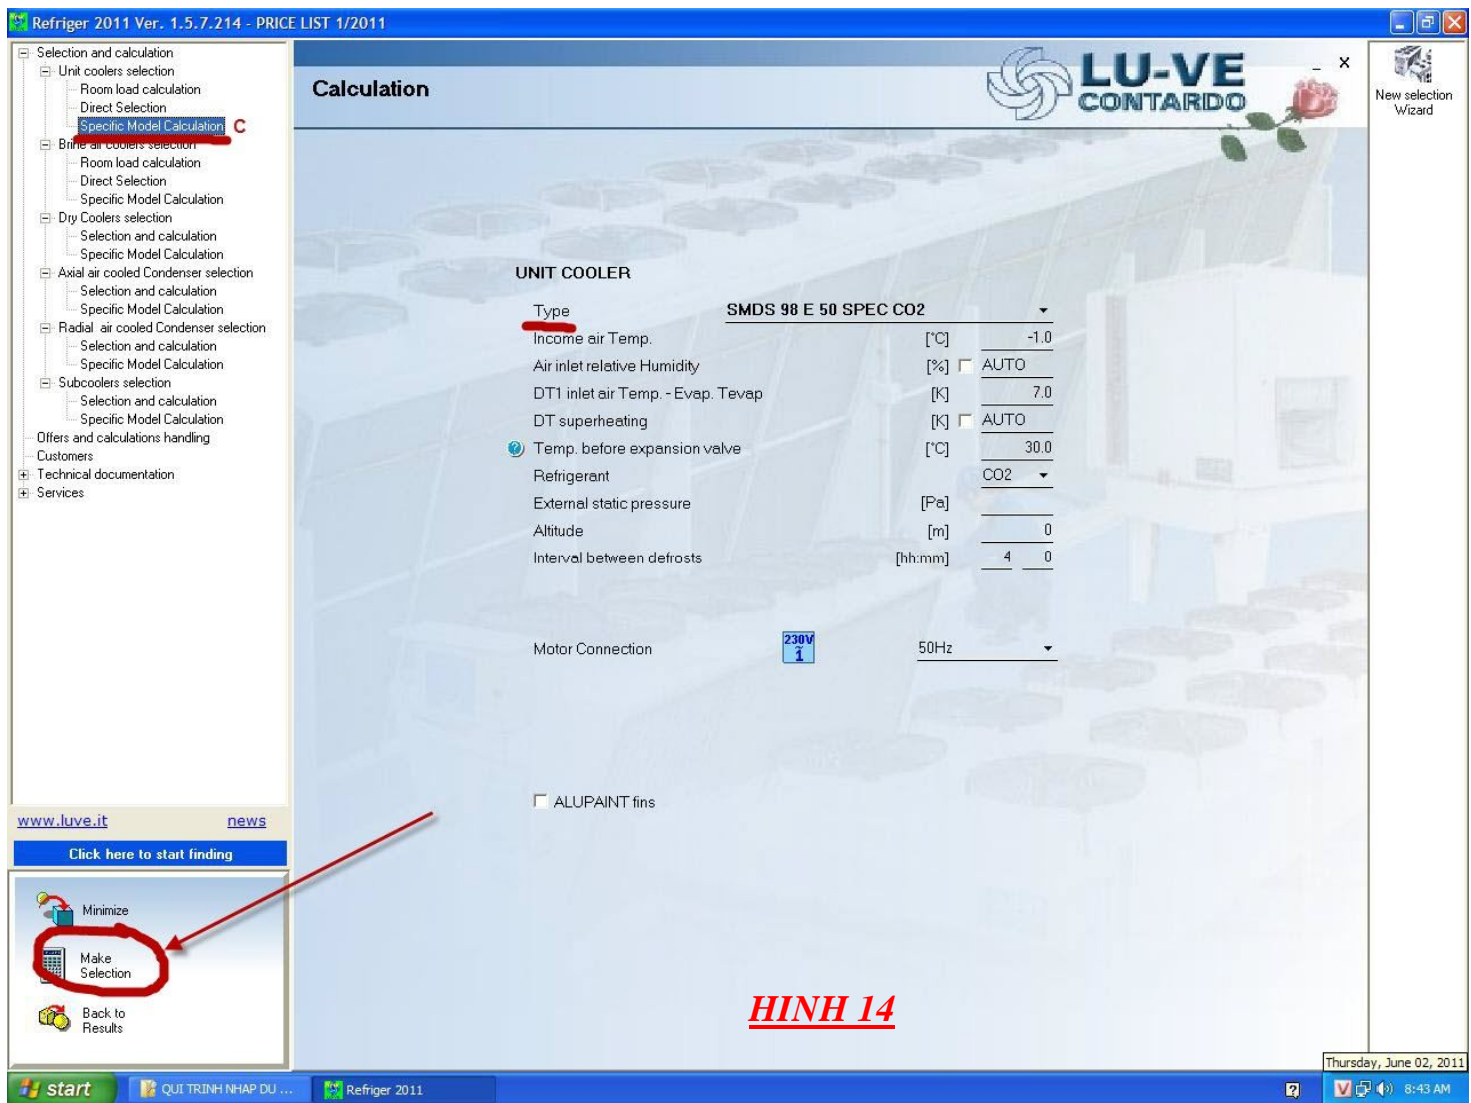 Refriger 2011 Ver. 1.5.7.214 - PRICE LIST 1/2011
Selection and calculation
Unit coolers selection
Room load calculation
Direct Selection
Specific Model Calculation C
Brine air coolers selection
Room load calculation
Direct Selection
Specific Model Calculation
Dry Coolers selection
Selection and calculation
Specific Model Calculation
Axial air cooled Condenser selection
Selection and calculation
Specific Model Calculation
Radial air cooled Condenser selection
Selection and calculation
Specific Model Calculation
Subcoolers selection
Selection and calculation
Specific Model Calculation
Offers and calculations handling
Customers
Technical documentation
Services
www.luve.it news
Click here to start finding
Minimize
Make
Selection
Back to
Results
Calculation
LU-VE
CONTARDO
New selection
Wizard
UNIT COOLER
Type SMDS 98 E 50 SPEC CO2
Income air Temp. [°C] -1.0
Air inlet relative Humidity [%] AUTO
DT1 inlet air Temp. - Evap. Tevap [K] 7.0
DT superheating [K] AUTO
Temp. before expansion valve [°C] 30.0
Refrigerant CO2
External static pressure [Pa]
Altitude [m] 0
Interval between defrosts [hh:mm] 4 0
Motor Connection 230V 1~ 50Hz
ALUPAINT fins
HINH 14
Thursday, June 02, 2011
start QUI TRINH NHAP DU ... Refriger 2011 8:43 AM